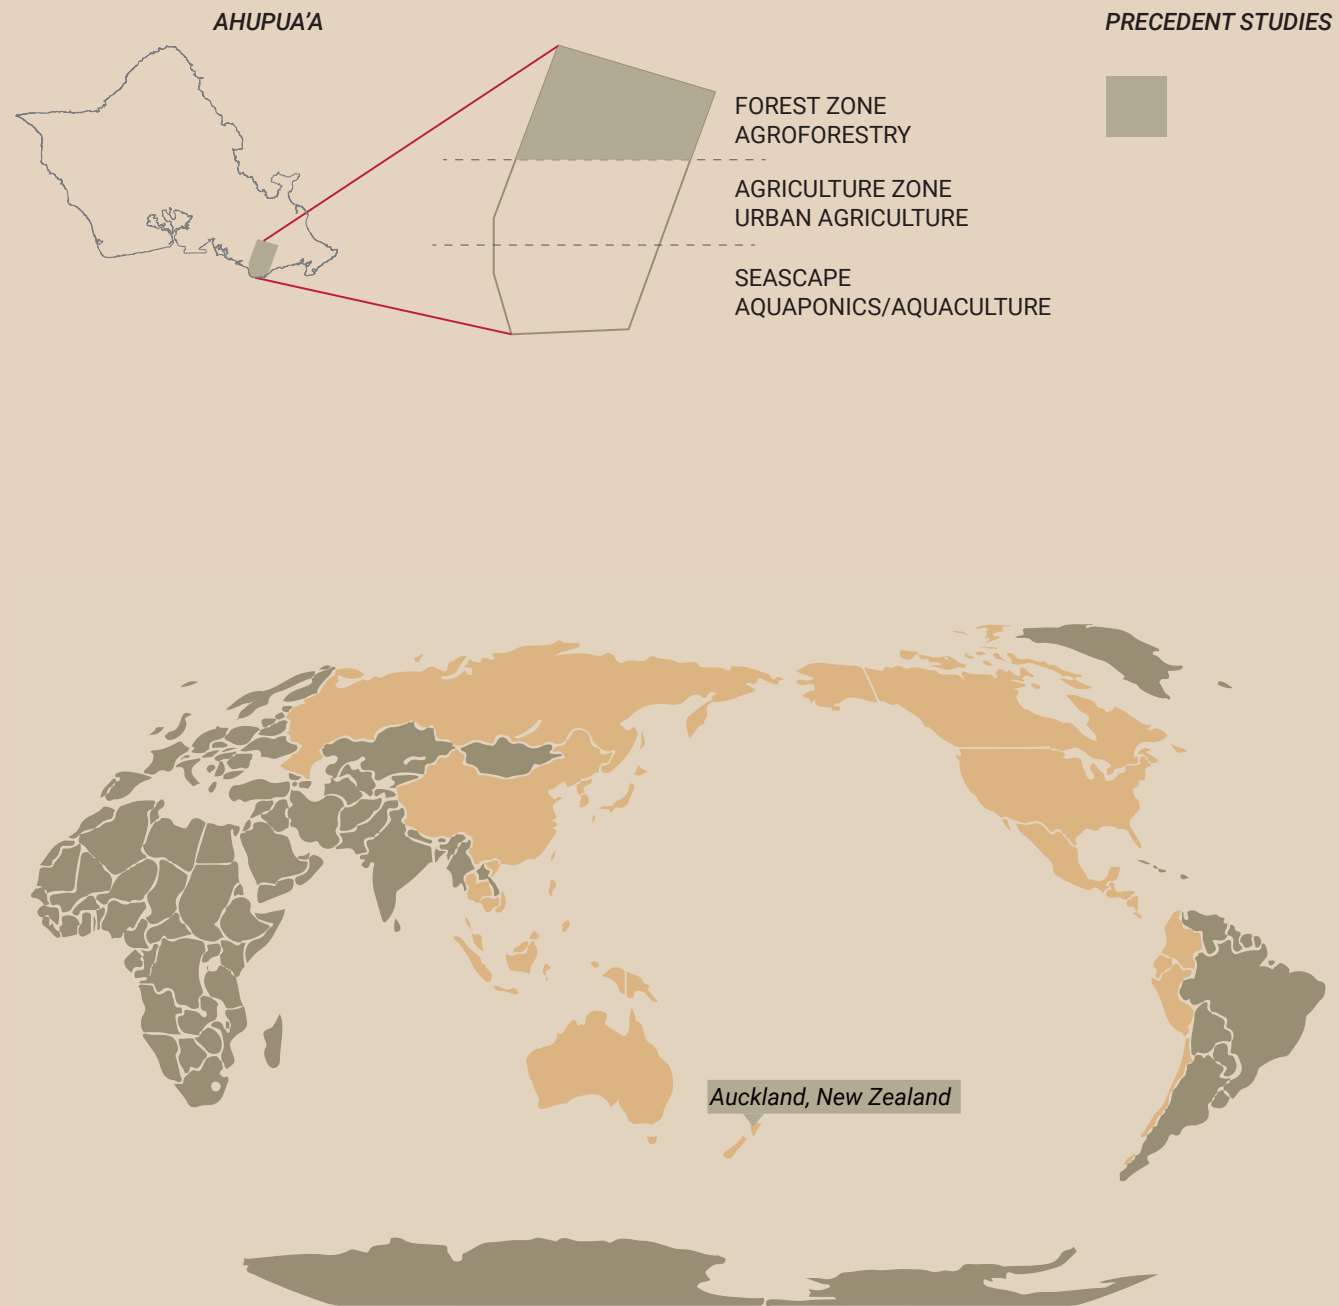 AHUPUA'A
PRECEDENT STUDIES
FOREST ZONE
AGROFORESTRY
AGRICULTURE ZONE
URBAN AGRICULTURE
SEASCAPE
AQUAPONICS/AQUACULTURE
Auckland, New Zealand